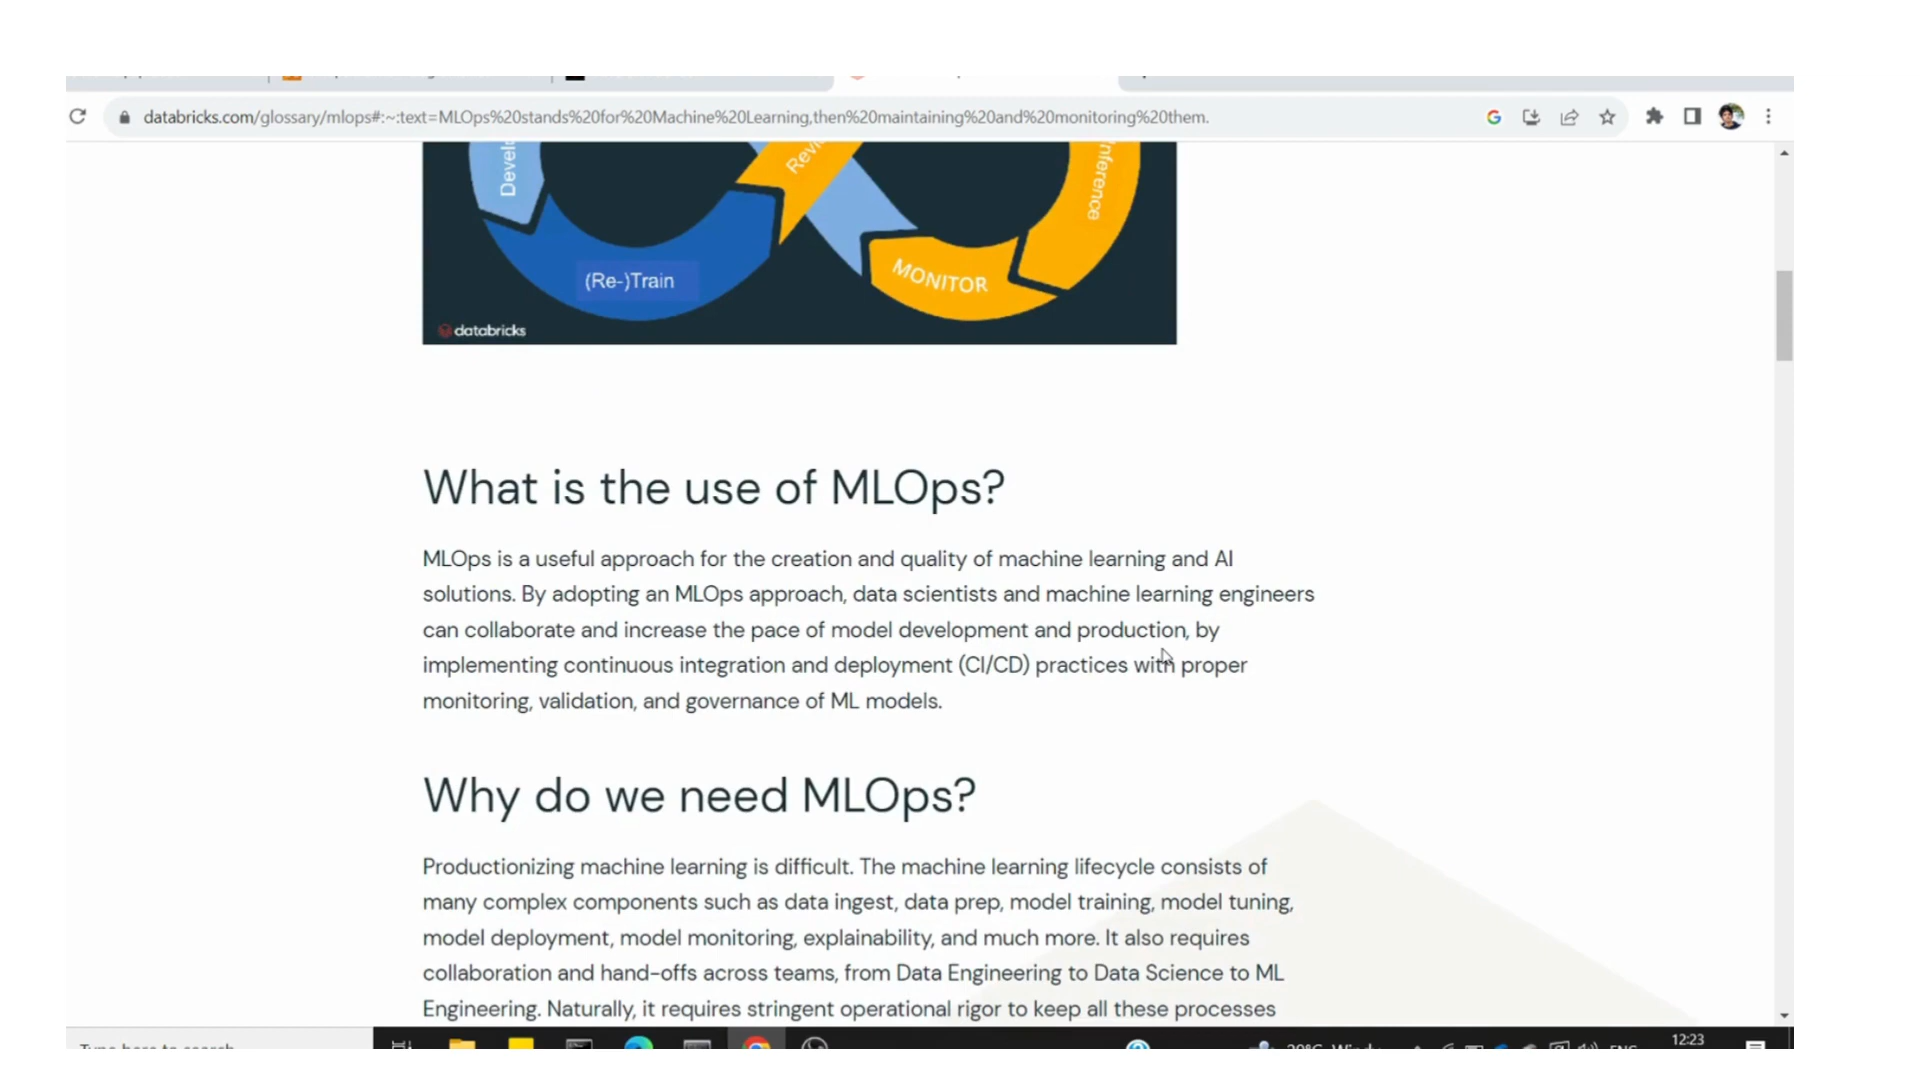 databricks.com/glossary/mlops#:~:text=MLOps%20stands%20for%20Machine%20Learning,then%20maintaining%20and%20monitoring%20them.
Revi
nference
Devel
(Re-)Train
MONITOR
databricks
What is the use of MLOps?
MLOps is a useful approach for the creation and quality of machine learning and AI
solutions. By adopting an MLOps approach, data scientists and machine learning engineers
can collaborate and increase the pace of model development and production, by
implementing continuous integration and deployment (CI/CD) practices with proper
monitoring, validation, and governance of ML models.
Why do we need MLOps?
Productionizing machine learning is difficult. The machine learning lifecycle consists of
many complex components such as data ingest, data prep, model training, model tuning,
model deployment, model monitoring, explainability, and much more. It also requires
collaboration and hand-offs across teams, from Data Engineering to Data Science to ML
Engineering. Naturally, it requires stringent operational rigor to keep all these processes
Type here to search
12:23